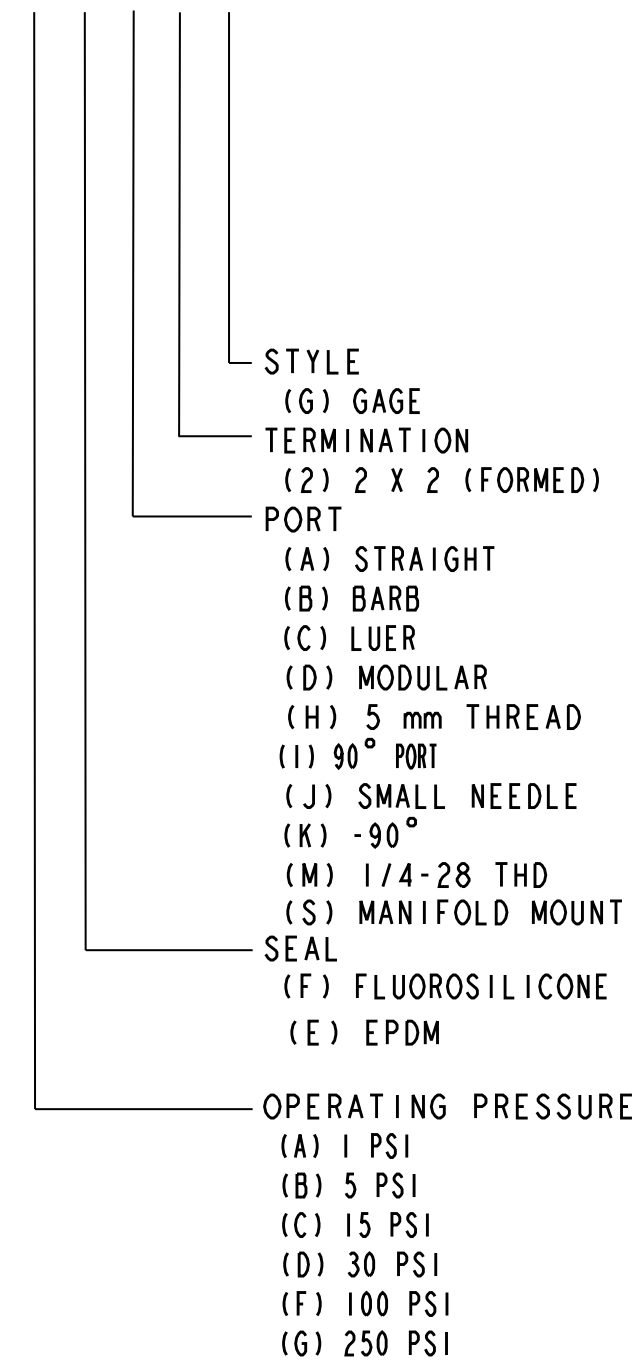 STYLE
(G) GAGE
TERMINATION
(2) 2 X 2 (FORMED)
PORT
(A) STRAIGHT
(B) BARB
(C) LUER
(D) MODULAR
(H) 5 mm THREAD
(I) 90° PORT
(J) SMALL NEEDLE
(K) -90°
(M) 1/4-28 THD
(S) MANIFOLD MOUNT
SEAL
(F) FLUOROSILICONE
(E) EPDM
OPERATING PRESSURE
(A) 1 PSI
(B) 5 PSI
(C) 15 PSI
(D) 30 PSI
(F) 100 PSI
(G) 250 PSI